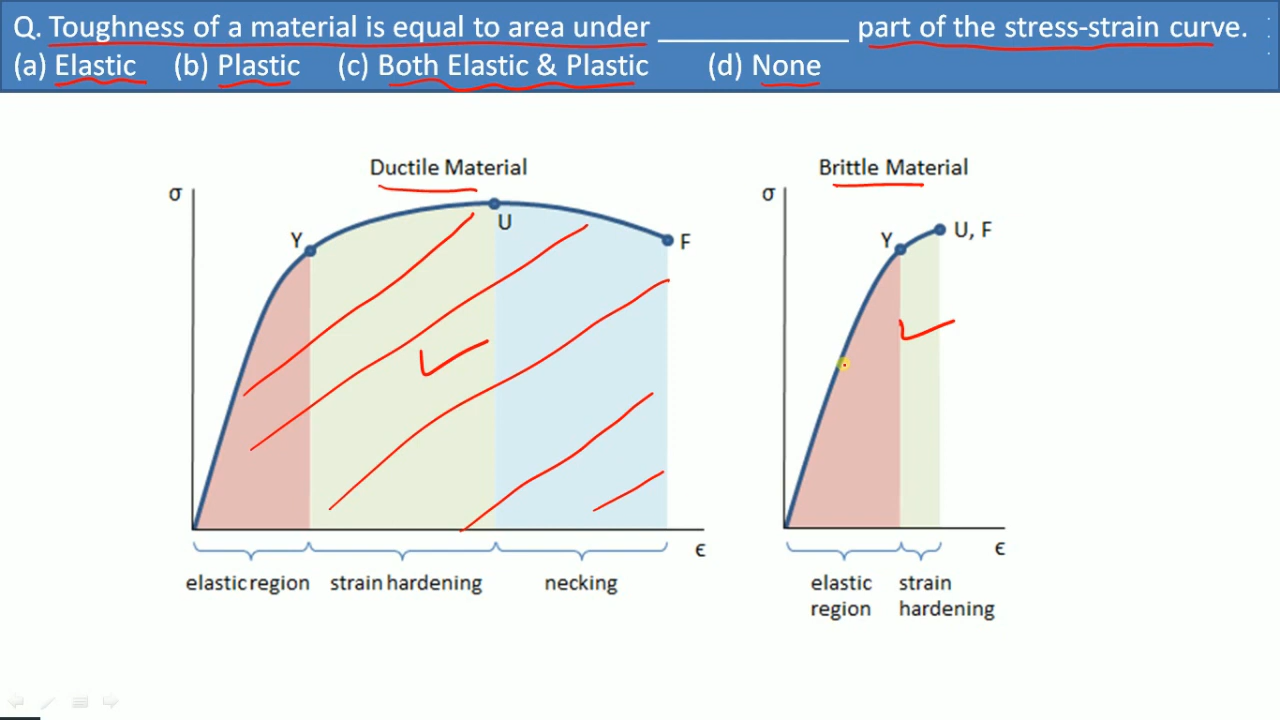 Q. Toughness of a material is equal to area under ______________ part of the stress-strain curve.
(a) Elastic (b) Plastic (c) Both Elastic & Plastic (d) None
Ductile Material
Brittle Material
σ
Y
U
F
ϵ
elastic region
strain hardening
necking
σ
Y
U, F
ϵ
elastic
region
strain
hardening